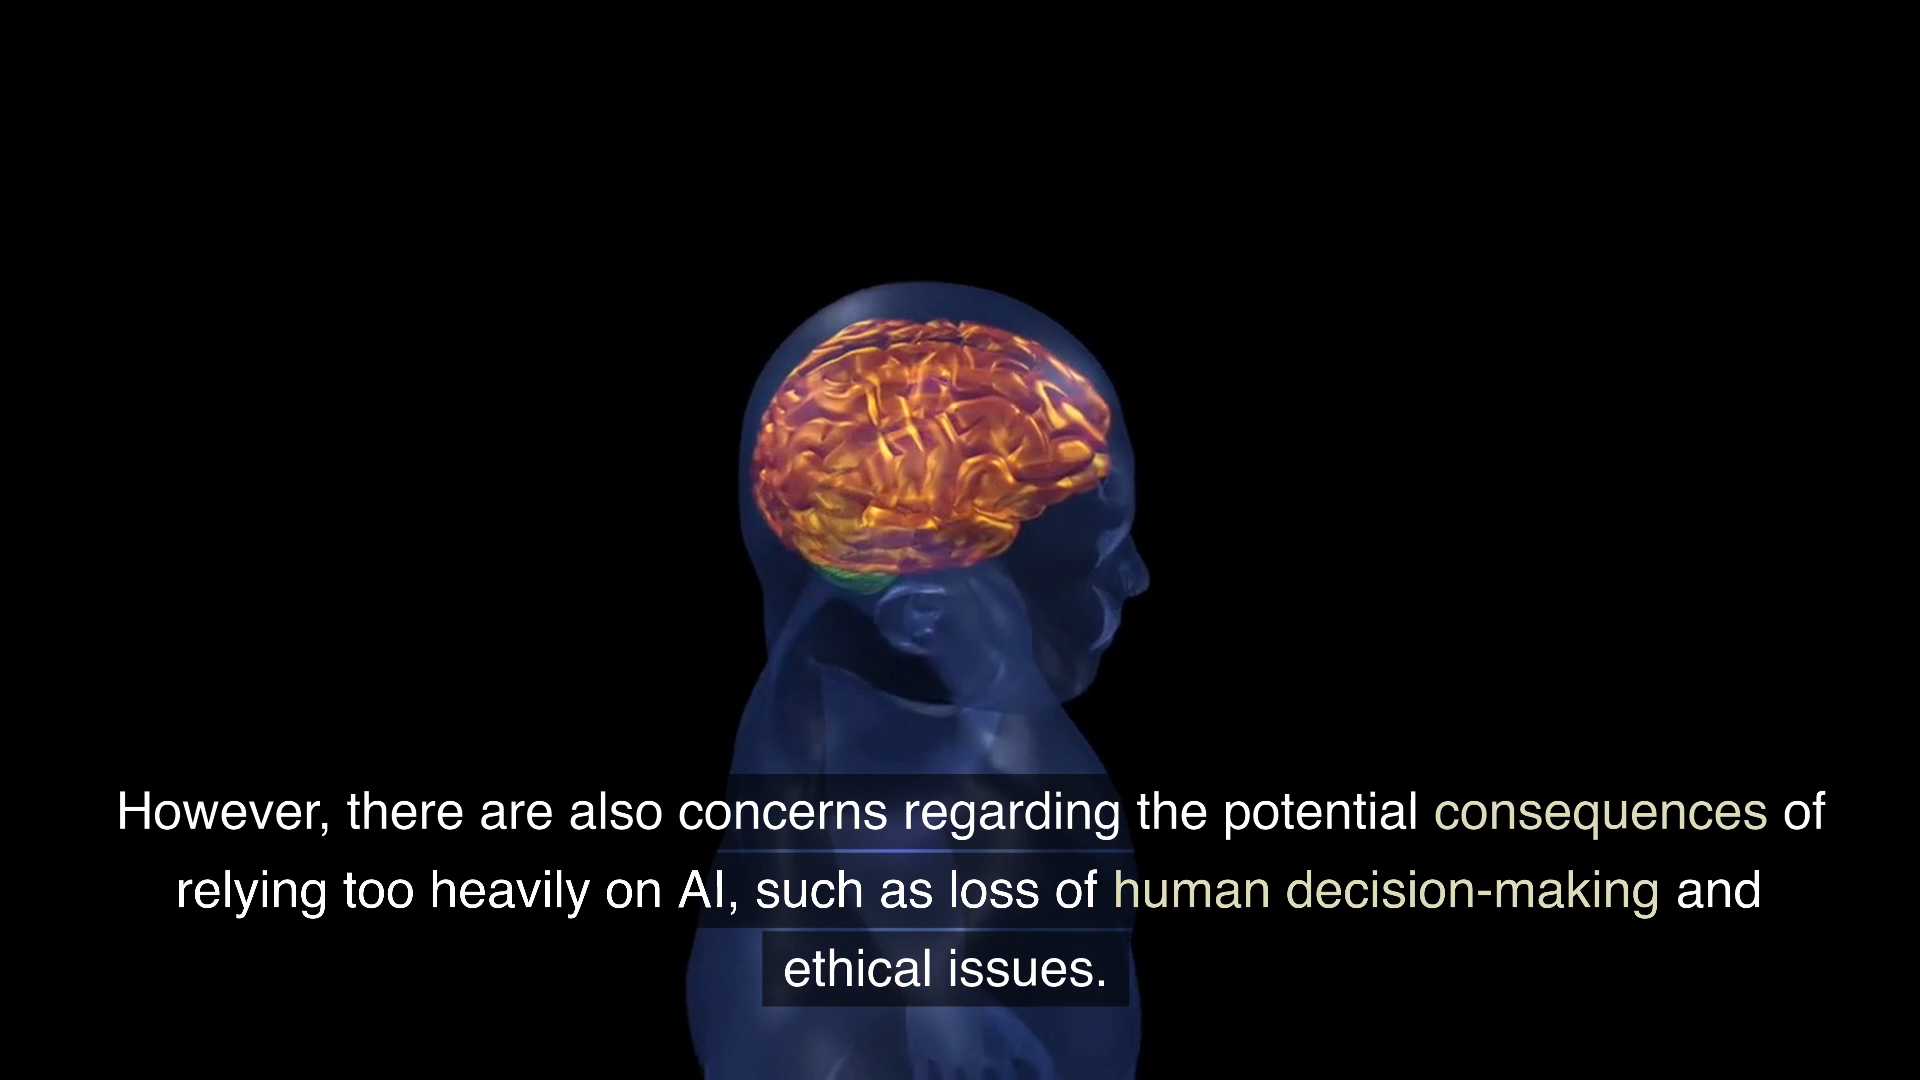 However, there are also concerns regarding the potential consequences of
relying too heavily on AI, such as loss of human decision-making and
ethical issues.